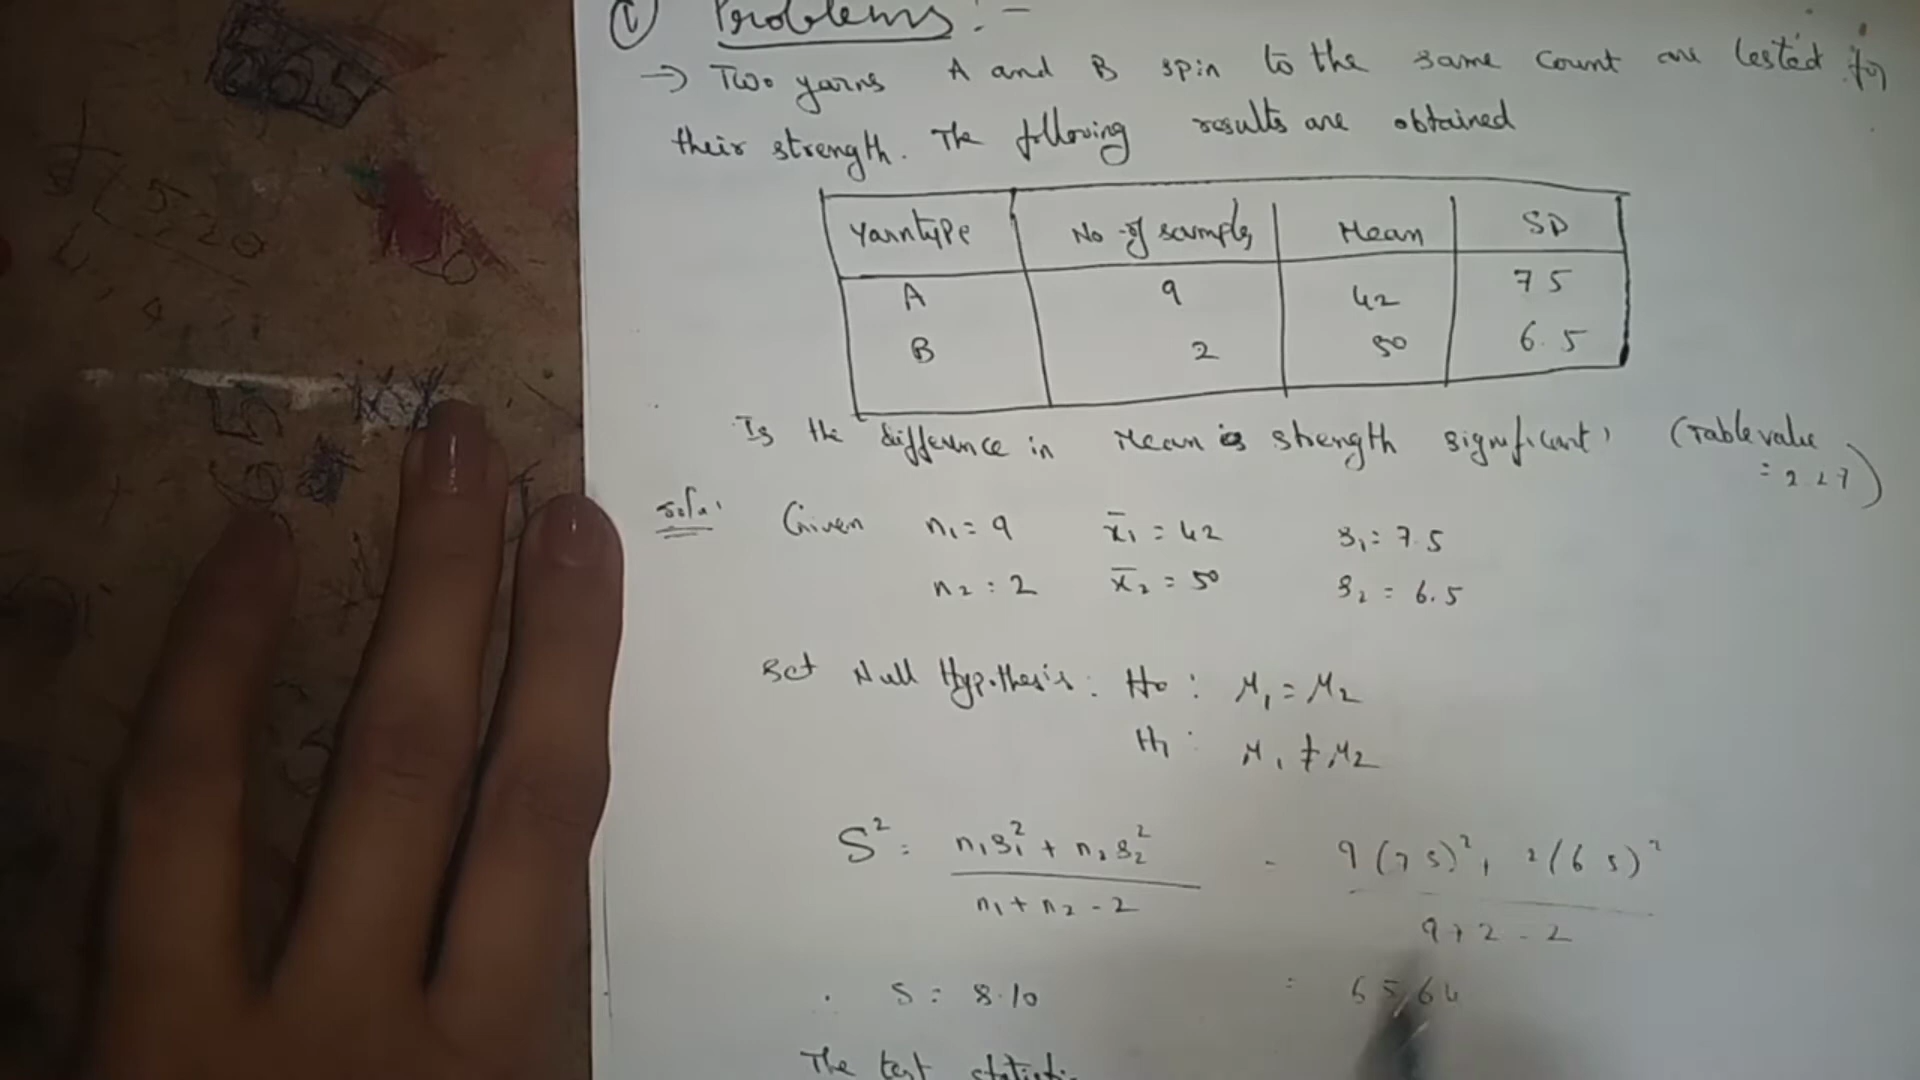 ① Problems :-
→ Two yarns A and B spin to the same count are tested for
their strength. The following results are obtained
Yarntype No of samples Mean SD
A 9 42 7 5
B 2 50 6.5
Is the difference in Mean is strength significant (Table value
= 2 27)
Soln: Given n₁ = 9 x̄₁ = 42 s₁ = 7.5
n₂ : 2 x̄₂ = 50 s₂ = 6.5
Set Null Hypothesis: H₀ : μ₁ = μ₂
H₁ : μ₁ ≠ μ₂
S² = n₁s₁² + n₂s₂² / n₁ + n₂ - 2 = 9 (7 5)² + 2 (6 5)² / 9 + 2 - 2
∴ S = 8.10 = 65 64
The test statistic